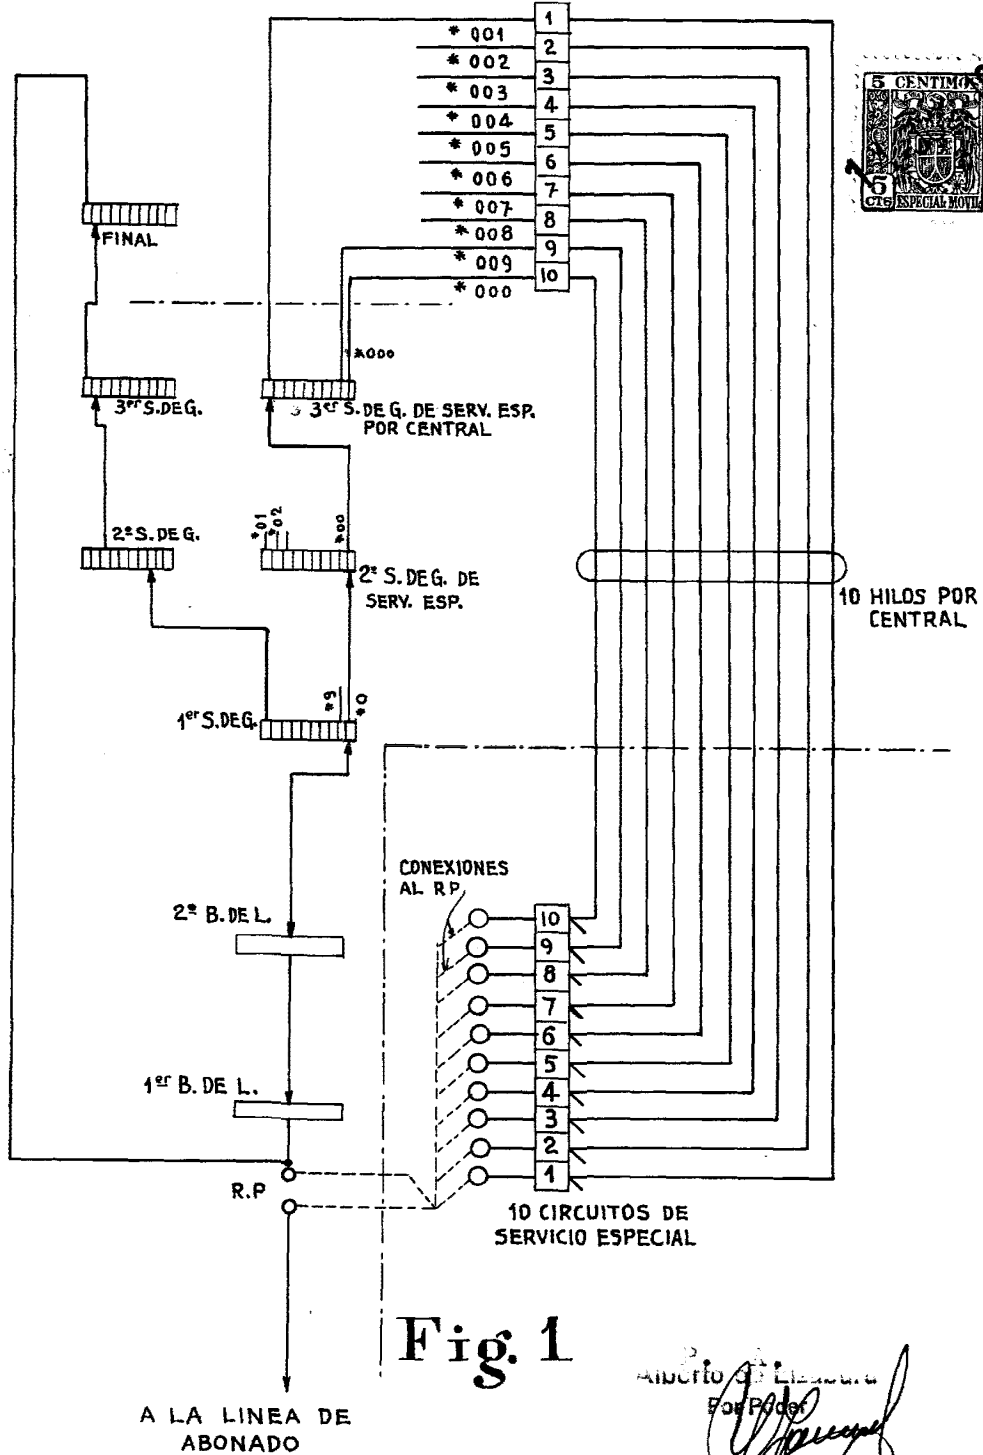 1
* 001
2
* 002
3
* 003
4
* 004
5
* 005
6
* 006
7
* 007
8
* 008
9
* 009
10
* 000
5 CENTIMOS
5
CTS ESPECIAL MOVIL
FINAL
*000
3er S. DE G.
3er S. DE G. DE SERV. ESP.
POR CENTRAL
*01
*02
*00
2º S. DE G.
2º S. DE G. DE
SERV. ESP.
10 HILOS POR
CENTRAL
*9
*0
1er S. DE G.
CONEXIONES
AL R P
2º B. DE L.
10
9
8
7
6
5
4
3
2
1
1er B. DE L.
R.P
10 CIRCUITOS DE
SERVICIO ESPECIAL
Fig. 1
Alberto de
Por Poder
A LA LINEA DE
ABONADO